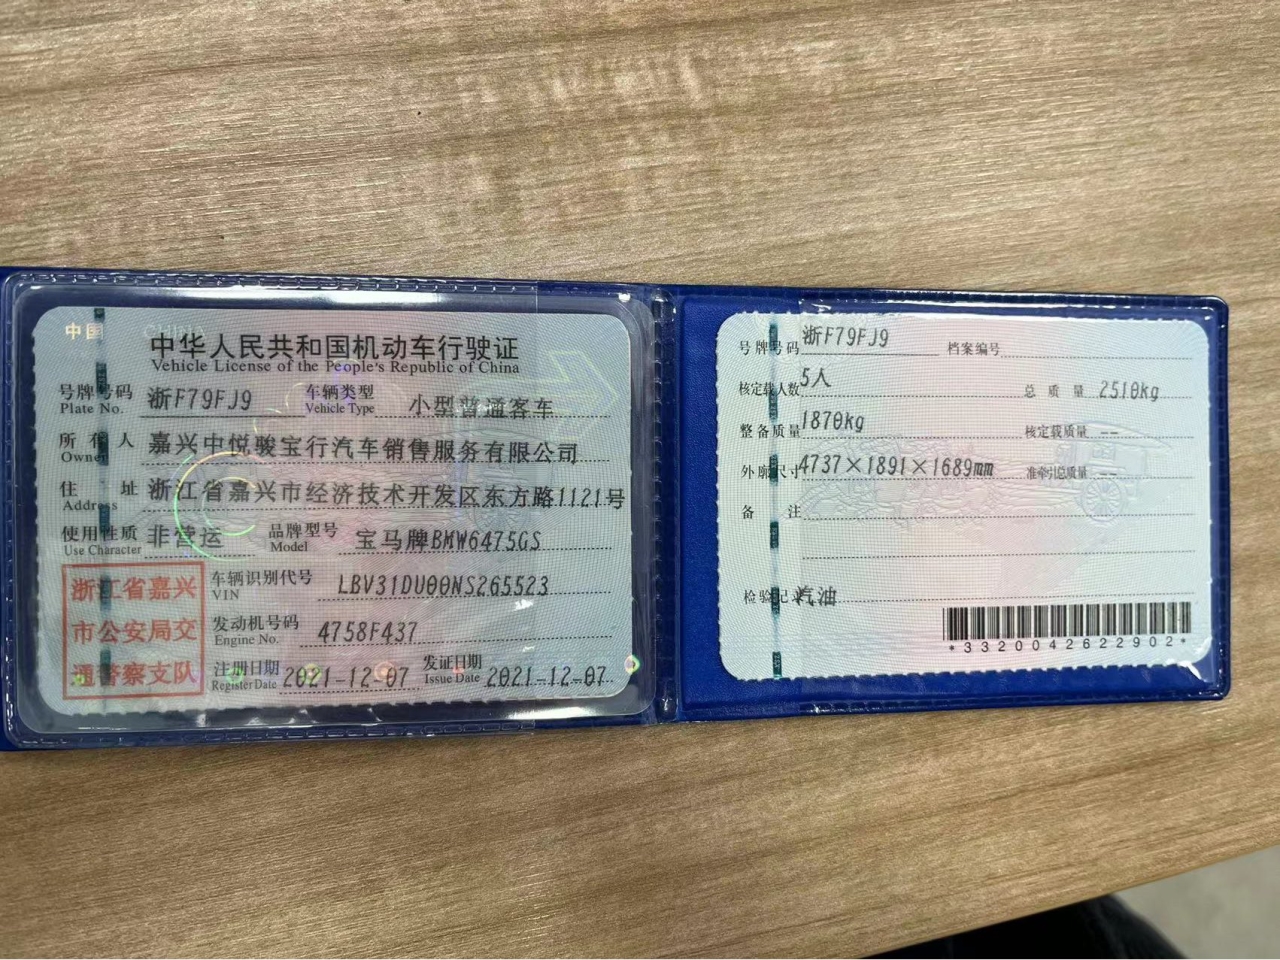 中国 CHINA
中华人民共和国机动车行驶证
Vehicle License of the People's Republic of China
号牌号码 浙F79FJ9 车辆类型 小型普通客车
Plate No. Vehicle Type
所有人 嘉兴中悦骏宝行汽车销售服务有限公司
Owner
住址 浙江省嘉兴市经济技术开发区东方路1121号
Address
使用性质 非营运 品牌型号 宝马牌BMW6475GS
Use Character Model
浙江省嘉兴
市公安局交
通警察支队
车辆识别代号 LBV31DU00NS265523
VIN
发动机号码 4758F437
Engine No.
注册日期 2021-12-07 发证日期 2021-12-07
Register Date Issue Date
号牌号码 浙F79FJ9 档案编号
核定载人数 5人 总质量 2510kg
整备质量 1870kg 核定载质量 --
外廓尺寸 4737×1891×1689mm 准牵引总质量 --
备注
检验记录 汽油
*3320042622902*